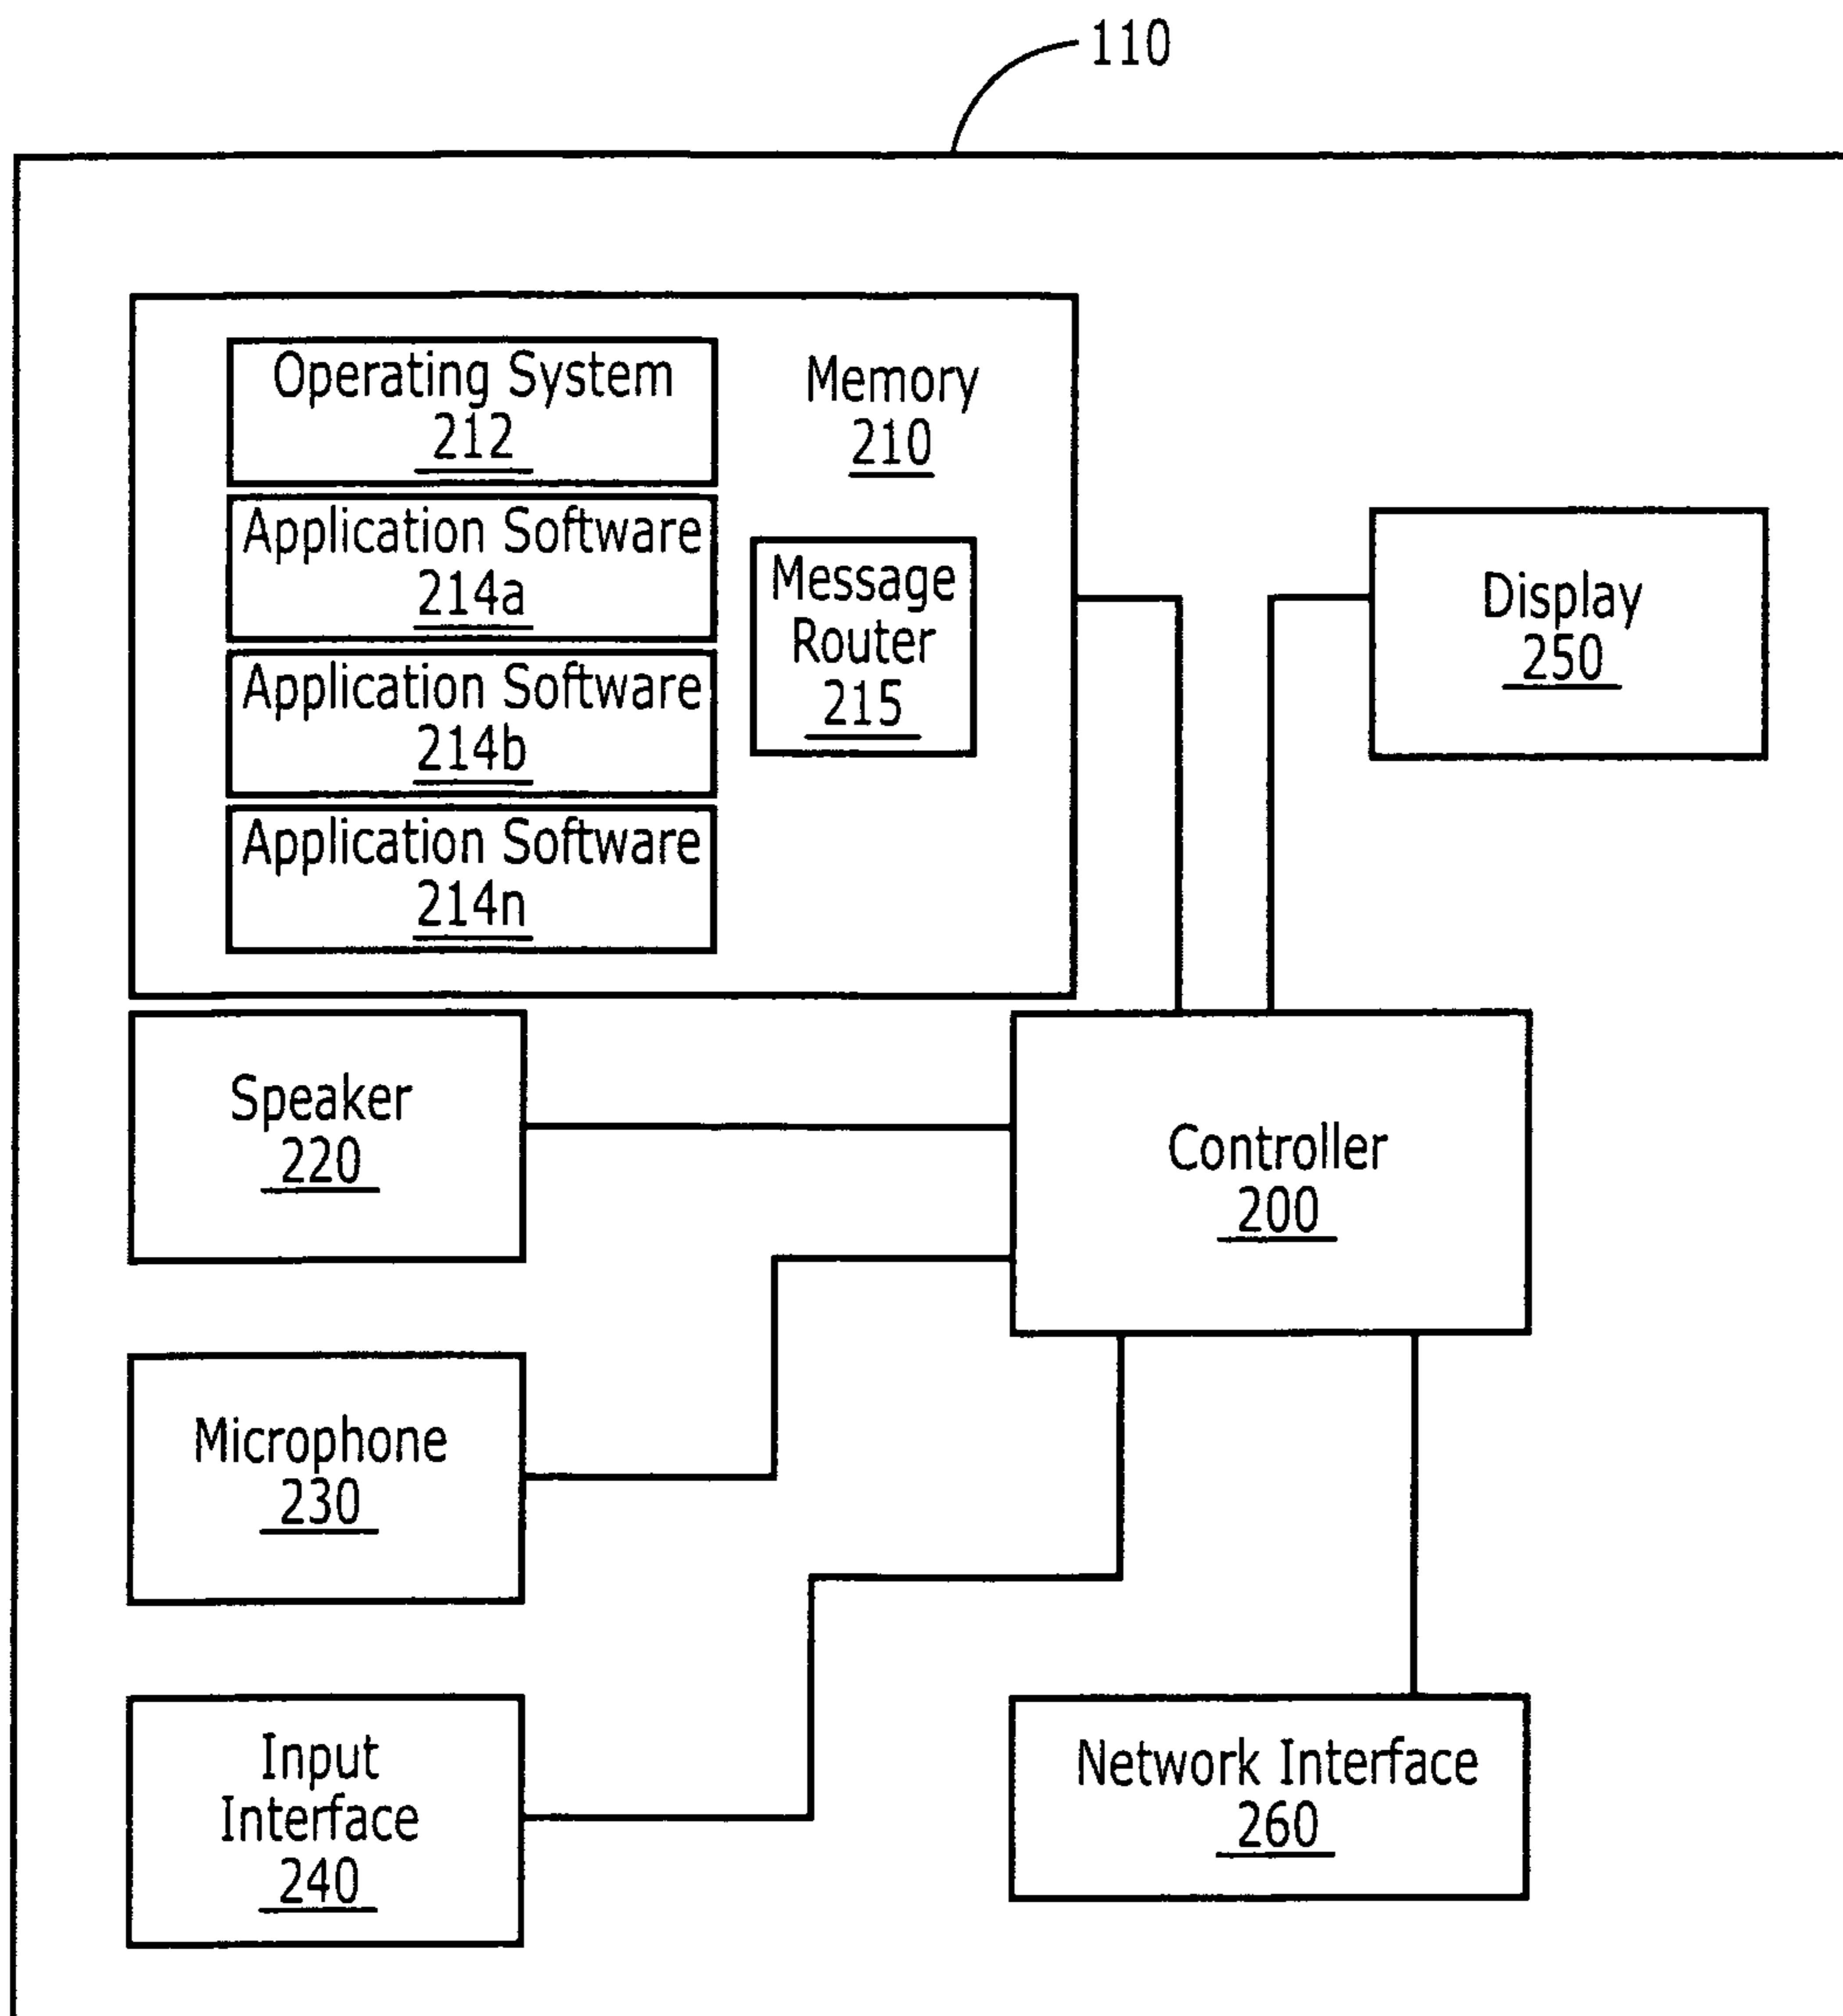 110
Operating System
212
Memory
210
Application Software
214a
Message
Router
215
Application Software
214b
Application Software
214n
Display
250
Speaker
220
Controller
200
Microphone
230
Input
Interface
240
Network Interface
260